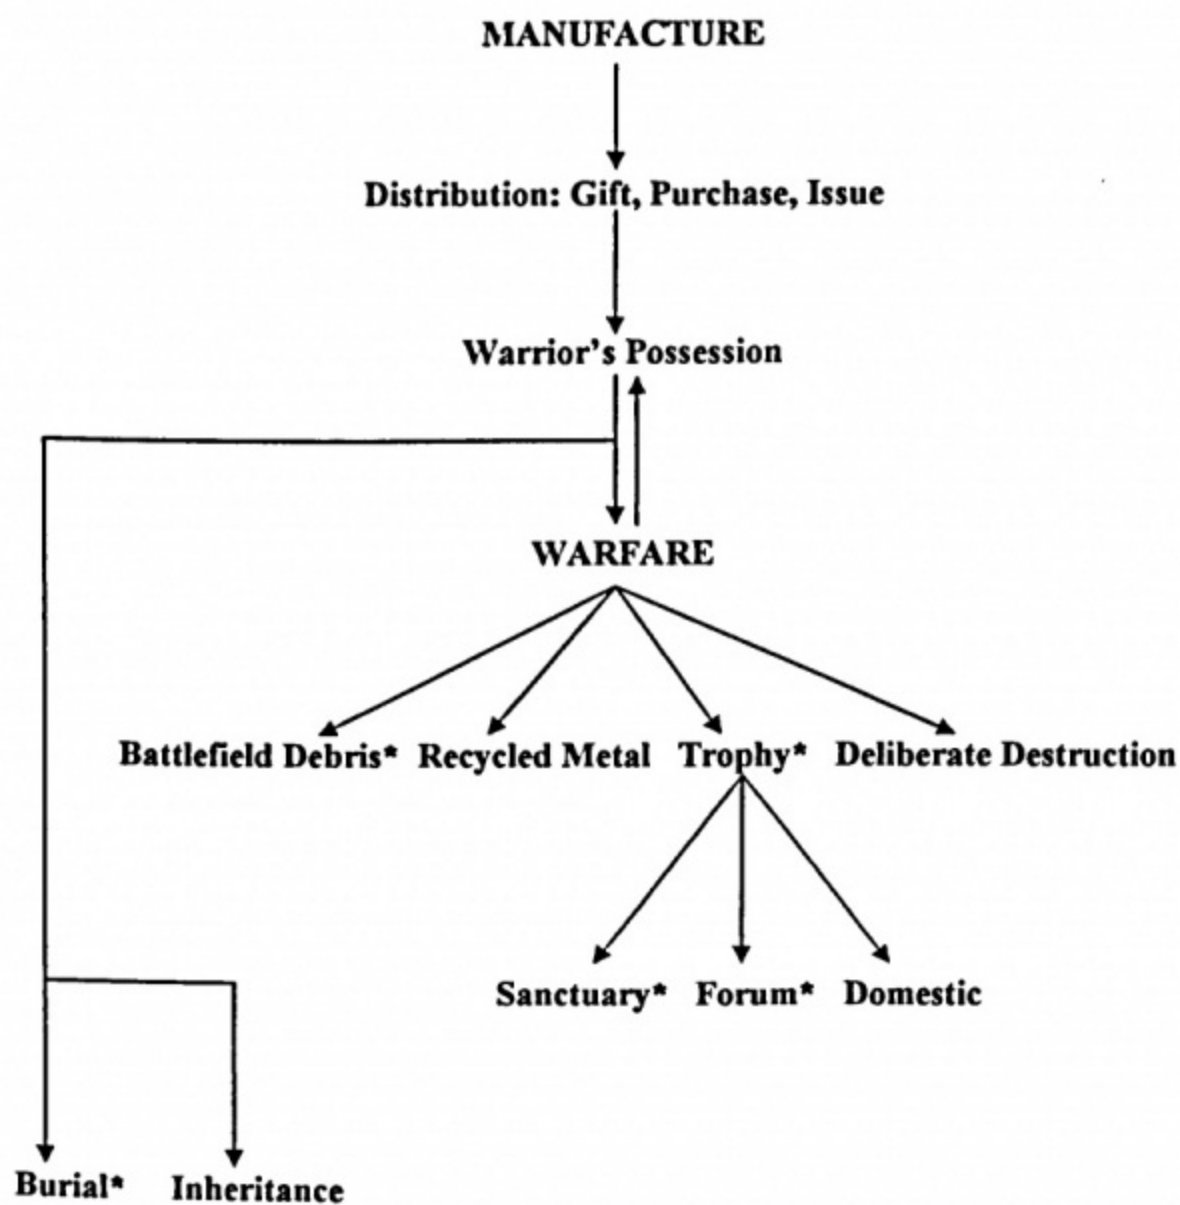 MANUFACTURE
Distribution: Gift, Purchase, Issue
Warrior's Possession
WARFARE
Battlefield Debris* Recycled Metal Trophy* Deliberate Destruction
Sanctuary* Forum* Domestic
Burial* Inheritance